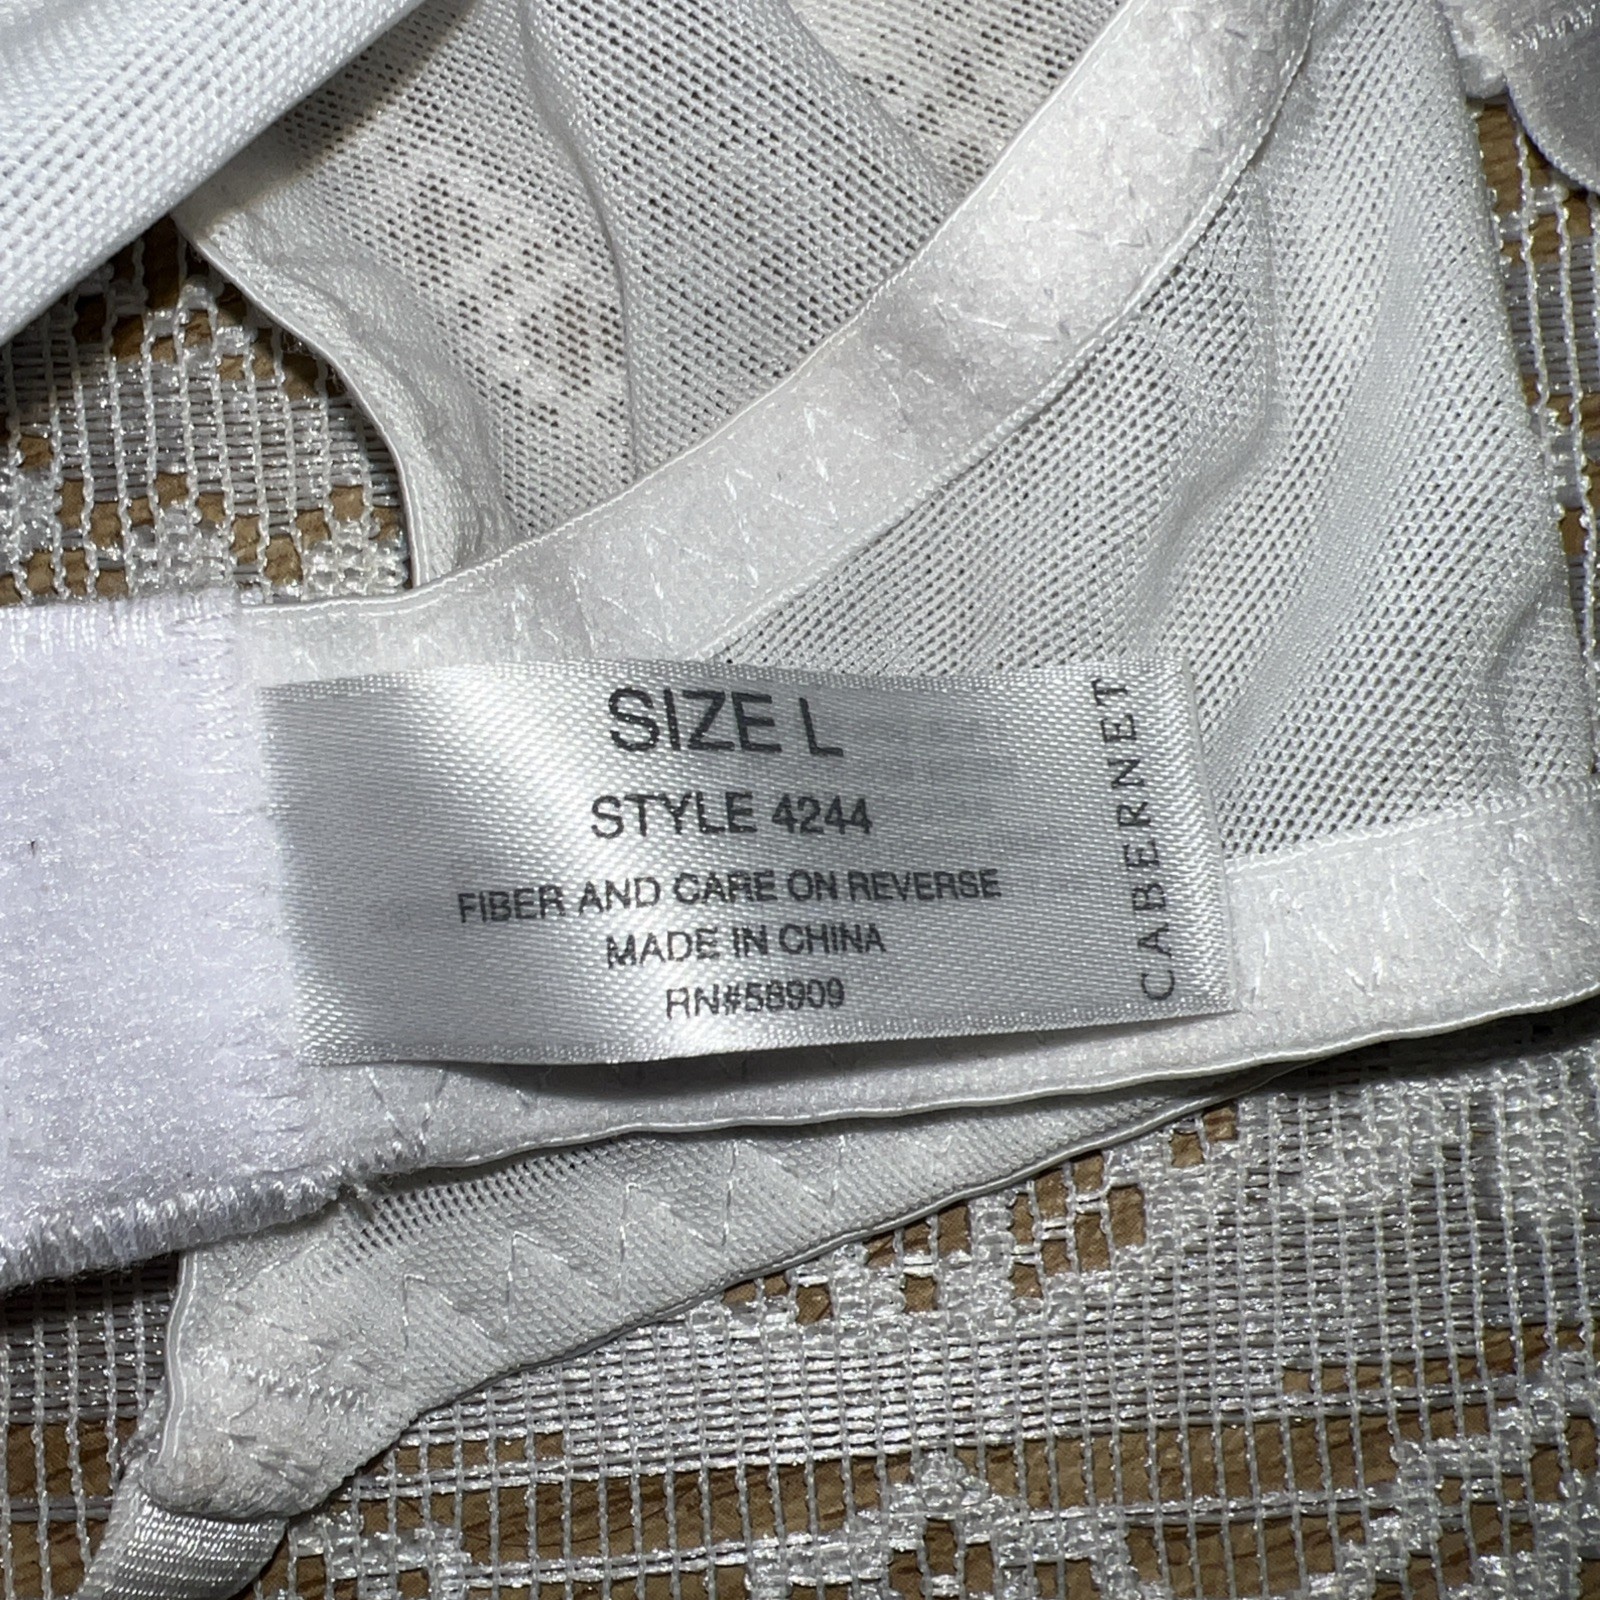 SIZE L
STYLE 4244
FIBER AND CARE ON REVERSE
MADE IN CHINA
RN#58909
CABERNET